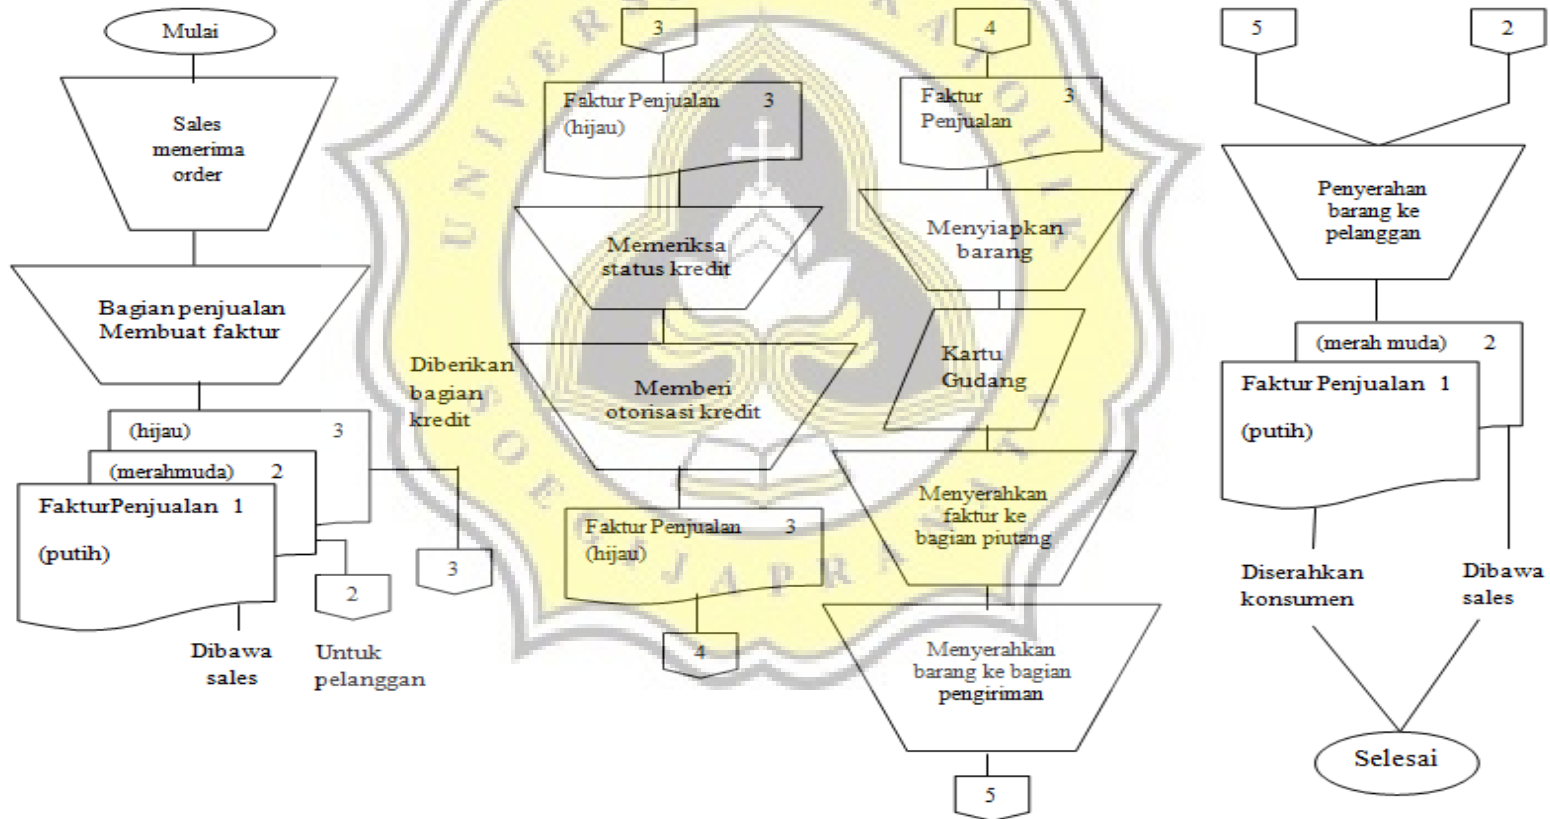 Mulai
Sales
menerima
order
Bagian penjualan
Membuat faktur
(hijau) 3
(merahmuda) 2
FakturPenjualan 1
(putih)
Dibawa
sales
2
Untuk
pelanggan
3
Diberikan
bagian
kredit
3
Faktur Penjualan 3
(hijau)
Memeriksa
status kredit
Memberi
otorisasi kredit
Faktur Penjualan 3
(hijau)
4
4
Faktur 3
Penjualan
Menyiapkan
barang
Kartu
Gudang
Menyerahkan
faktur ke
bagian piutang
Menyerahkan
barang ke bagian
pengiriman
5
5
2
Penyerahan
barang ke
pelanggan
(merah muda) 2
Faktur Penjualan 1
(putih)
Diserahkan
konsumen
Dibawa
sales
Selesai